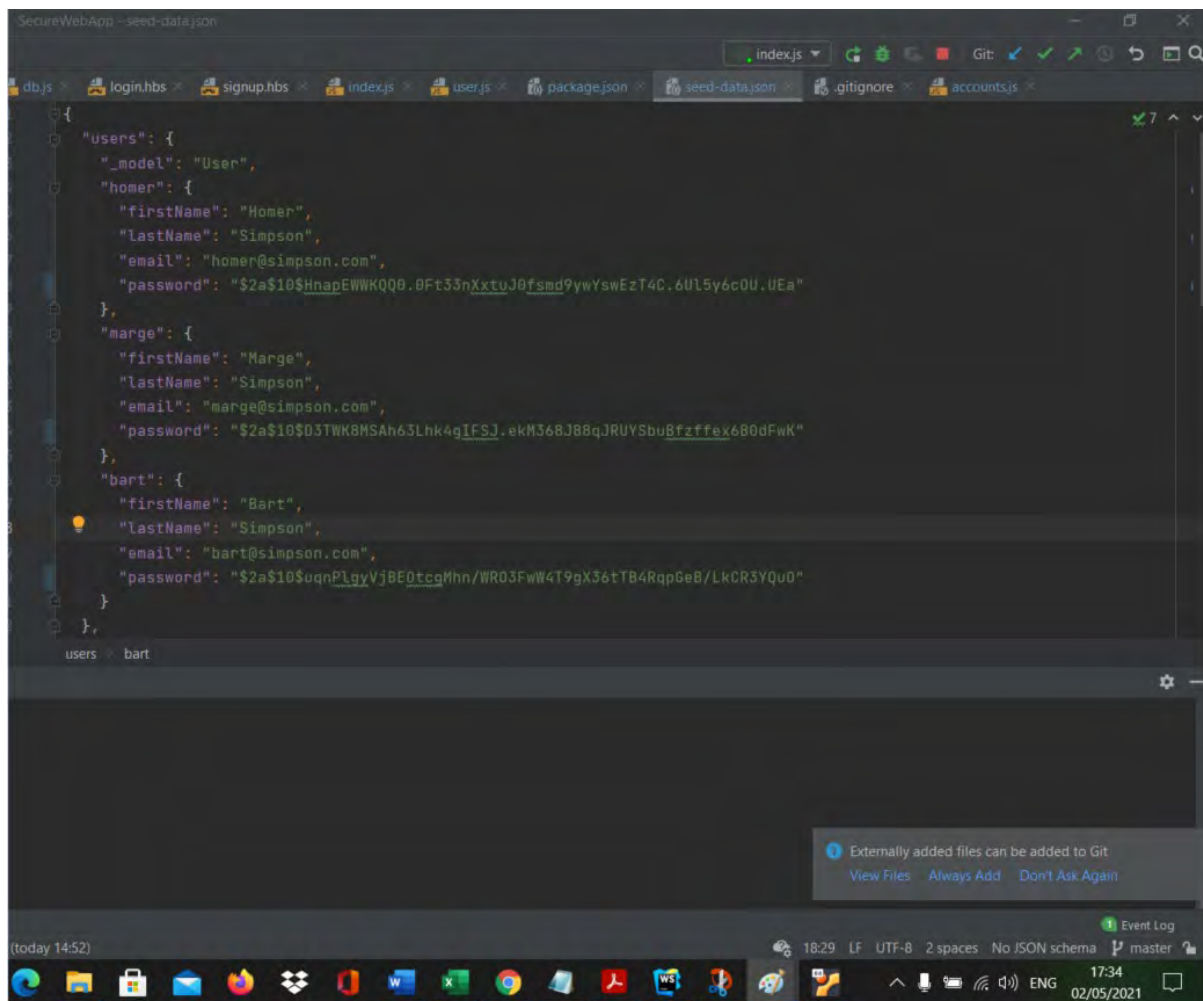 SecureWebApp – seed-data.json
index.js
Git:
db.js login.hbs signup.hbs index.js user.js package.json seed-data.json .gitignore accounts.js
{
7
"users": {
"_model": "User",
"homer": {
"firstName": "Homer",
"lastName": "Simpson",
"email": "homer@simpson.com",
"password": "$2a$10$HnapEWWKQQ0.0Ft33nXxtuJ0fsmd9ywYswEzT4C.6Ul5y6cOU.UEa"
},
"marge": {
"firstName": "Marge",
"lastName": "Simpson",
"email": "marge@simpson.com",
"password": "$2a$10$D3TWK8MSAh63Lhk4gIFSJ.ekM368JB8qJRUYSbuBfzffex6B0dFwK"
},
"bart": {
"firstName": "Bart",
"lastName": "Simpson",
"email": "bart@simpson.com",
"password": "$2a$10$uqnPlgyVjBEOtcgMhn/WRO3FwW4T9gX36tTB4RqpGeB/LkCR3YQuO"
}
},
users bart
Externally added files can be added to Git
View Files Always Add Don't Ask Again
1 Event Log
(today 14:52) 18:29 LF UTF-8 2 spaces No JSON schema master
ENG 17:34
02/05/2021